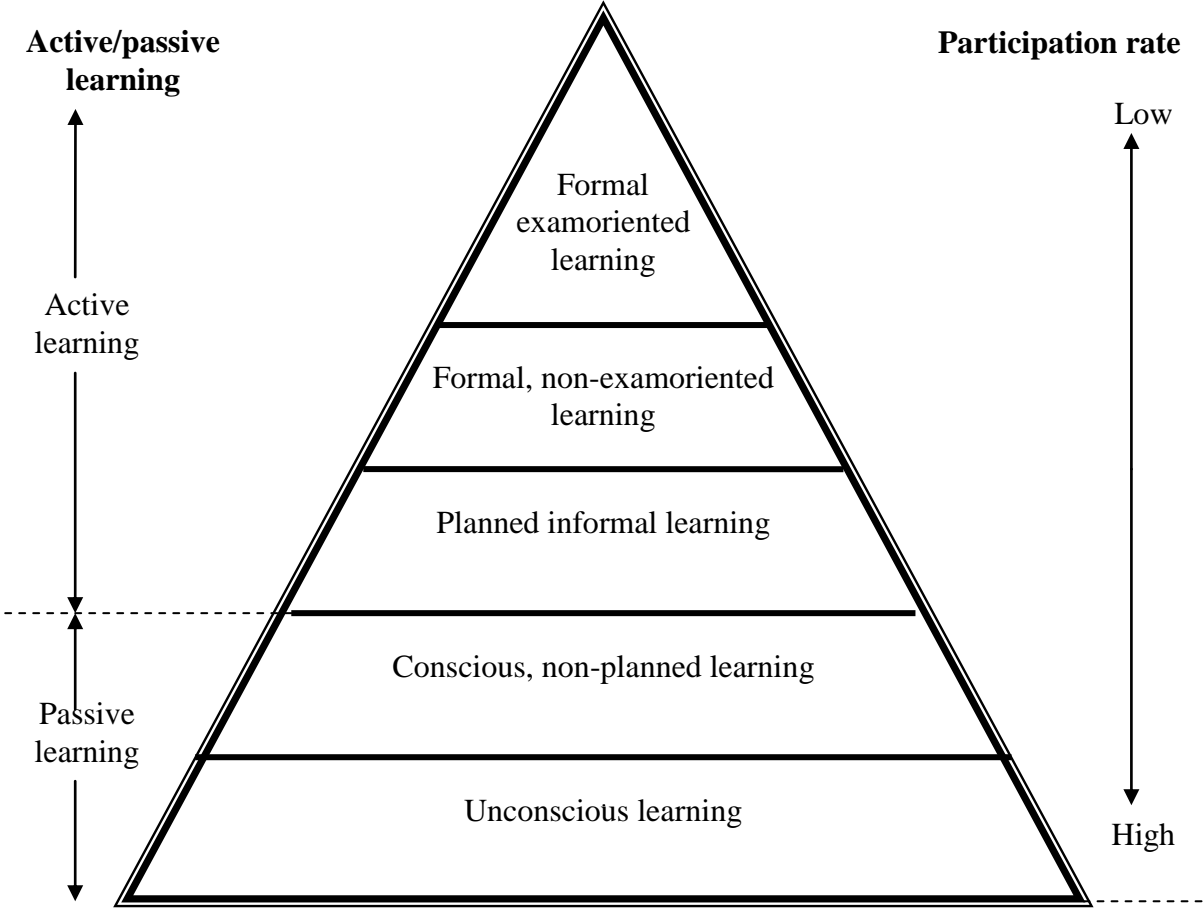 Active/passive
learning
Participation rate
Low
Formal
examoriented
learning
Active
learning
Formal, non-examoriented
learning
Planned informal learning
Conscious, non-planned learning
Passive
learning
Unconscious learning
High